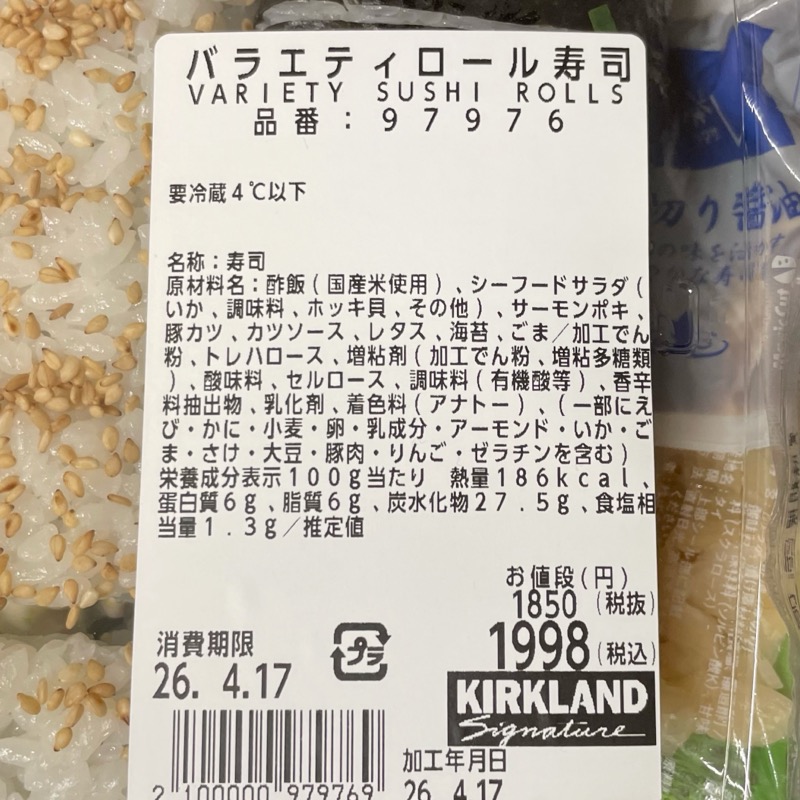 バラエティロール寿司
VARIETY SUSHI ROLLS
品番:97976
要冷蔵4℃以下
名称:寿司
原材料名:酢飯(国産米使用)、シーフードサラダ(
いか、調味料、ホッキ貝、その他)、サーモンポキ、
豚カツ、カツソース、レタス、海苔、ごま/加工でん
粉、トレハロース、増粘剤(加工でん粉、増粘多糖類
)、酸味料、セルロース、調味料(有機酸等)、香辛
料抽出物、乳化剤、着色料(アナトー)、(一部にえ
び・かに・小麦・卵・乳成分・アーモンド・いか・ご
ま・さけ・大豆・豚肉・りんご・ゼラチンを含む)
栄養成分表示100g当たり 熱量186kcal、
蛋白質6g、脂質6g、炭水化物27.5g、食塩相
当量1.3g/推定値
お値段(円)
1850 (税抜)
1998 (税込)
消費期限
26. 4.17
プラ
KIRKLAND
Signature
加工年月日
26. 4.17
2 100000 979769
切り醤油